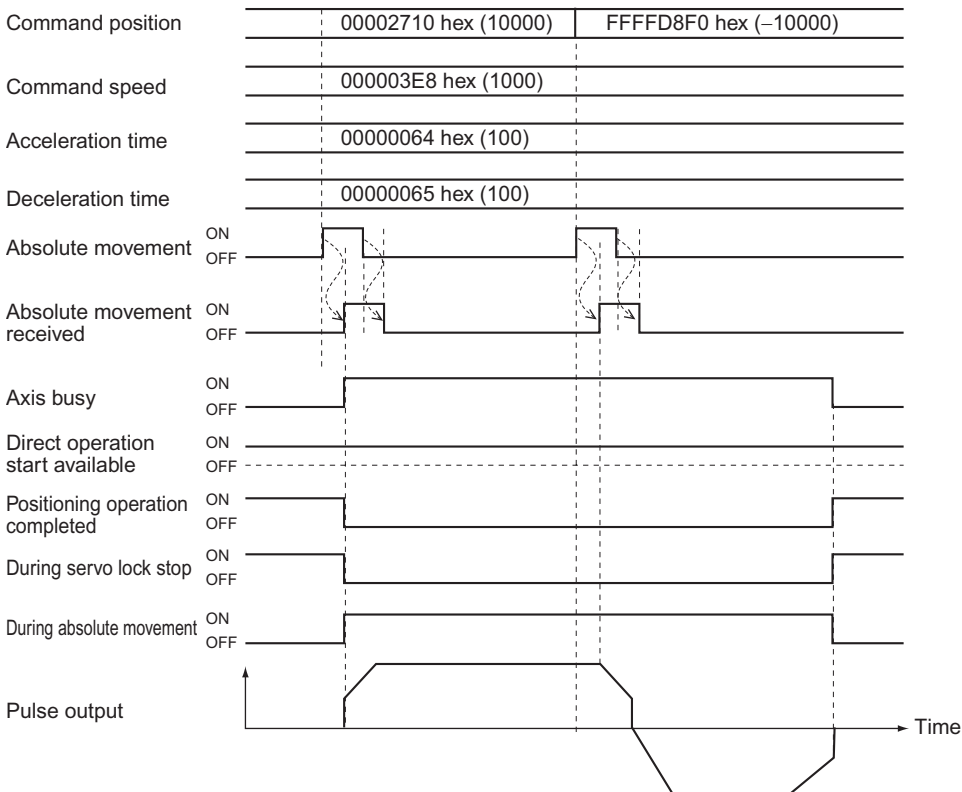 Command position 00002710 hex (10000) FFFFD8F0 hex (−10000)
Command speed 000003E8 hex (1000)
Acceleration time 00000064 hex (100)
Deceleration time 00000065 hex (100)
Absolute movement ON
OFF
Absolute movement received ON
OFF
Axis busy ON
OFF
Direct operation start available ON
OFF
Positioning operation completed ON
OFF
During servo lock stop ON
OFF
During absolute movement ON
OFF
Pulse output
Time